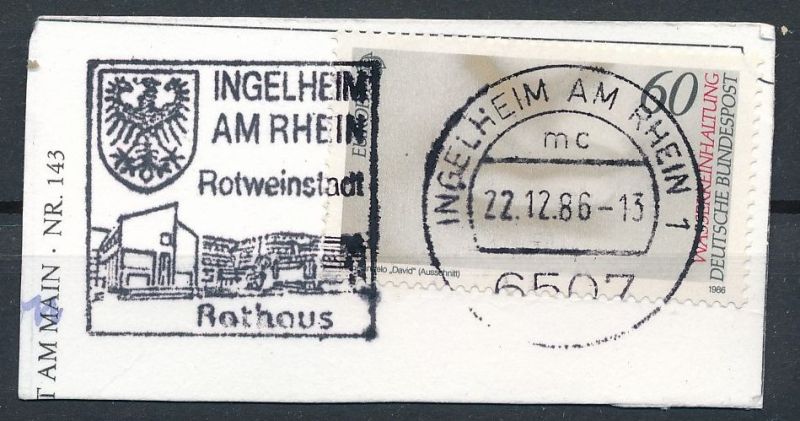 INGELHEIM
AM RHEIN
Rotweinstadt
Rathaus
INGELHEIM AM RHEIN 1
mc
22.12.86-13
6507
60
WASSERREINHALTUNG
DEUTSCHE BUNDESPOST
„David“ (Ausschnitt)
1986
T AM MAIN · NR. 143